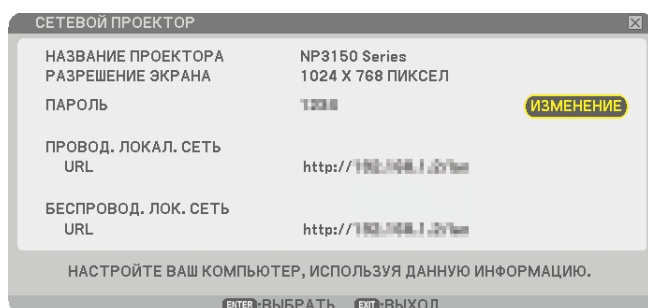 СЕТЕВОЙ ПРОЕКТОР
НАЗВАНИЕ ПРОЕКТОРА NP3150 Series
РАЗРЕШЕНИЕ ЭКРАНА 1024 X 768 ПИКСЕЛ
ПАРОЛЬ ИЗМЕНЕНИЕ
ПРОВОД. ЛОКАЛ. СЕТЬ
URL http://
БЕСПРОВОД. ЛОК. СЕТЬ
URL http://
НАСТРОЙТЕ ВАШ КОМПЬЮТЕР, ИСПОЛЬЗУЯ ДАННУЮ ИНФОРМАЦИЮ.
ENTER:ВЫБРАТЬ EXIT:ВЫХОД